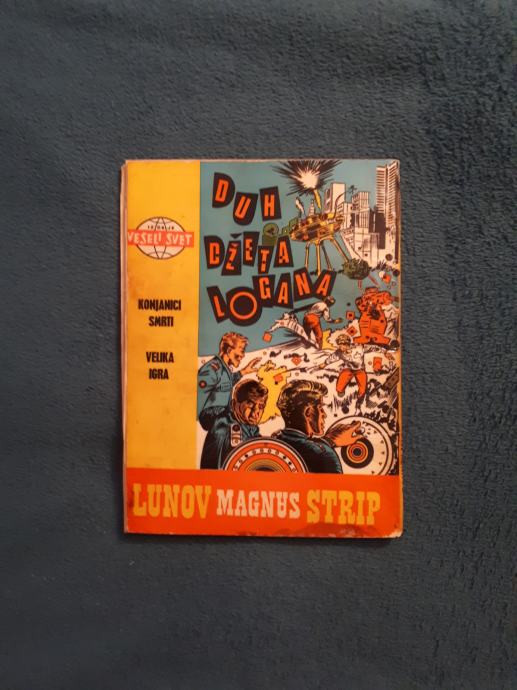 DUH
DŽETA
LOGANA
IZDANJE
VESELI SVET
KONJANICI
SMRTI
VELIKA
IGRA
LUNOV MAGNUS STRIP